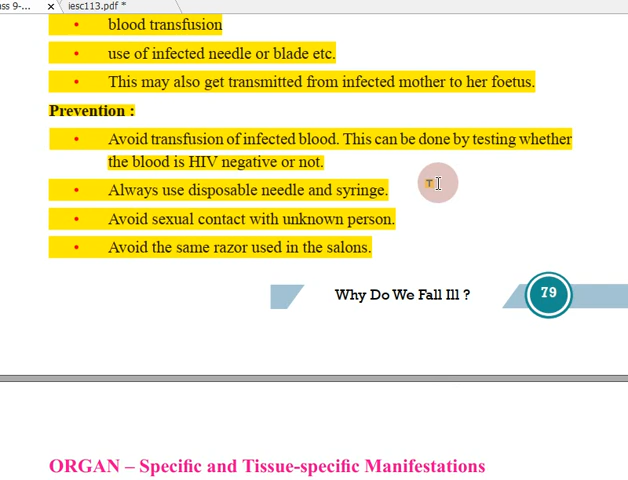 ass 9-...
iesc113.pdf *
• blood transfusion
• use of infected needle or blade etc.
• This may also get transmitted from infected mother to her foetus.
Prevention :
• Avoid transfusion of infected blood. This can be done by testing whether
the blood is HIV negative or not.
• Always use disposable needle and syringe.
T
• Avoid sexual contact with unknown person.
• Avoid the same razor used in the salons.
Why Do We Fall Ill ?
79
ORGAN – Specific and Tissue-specific Manifestations